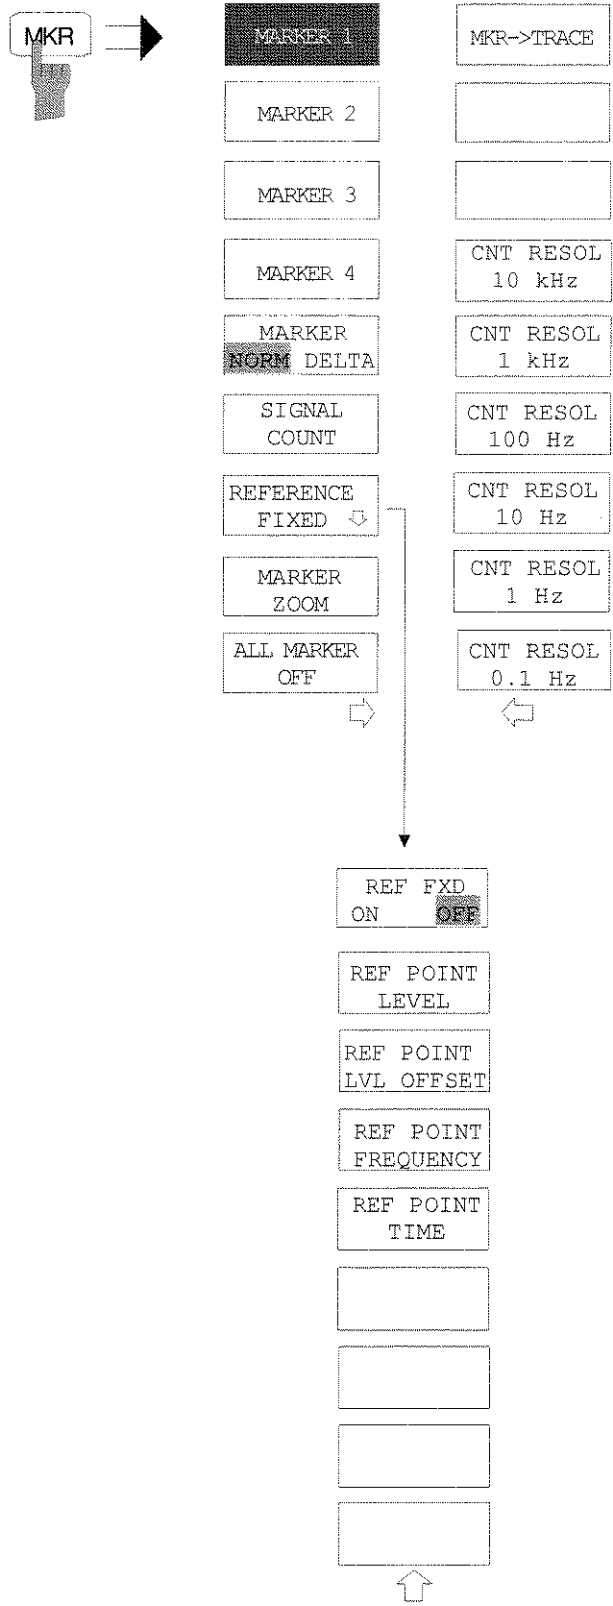 MKR
MARKER 1
MARKER 2
MARKER 3
MARKER 4
MARKER
NORM DELTA
SIGNAL
COUNT
REFERENCE
FIXED
MARKER
ZOOM
ALL MARKER
OFF
MKR->TRACE
CNT RESOL
10 kHz
CNT RESOL
1 kHz
CNT RESOL
100 Hz
CNT RESOL
10 Hz
CNT RESOL
1 Hz
CNT RESOL
0.1 Hz
REF FXD
ON OFF
REF POINT
LEVEL
REF POINT
LVL OFFSET
REF POINT
FREQUENCY
REF POINT
TIME